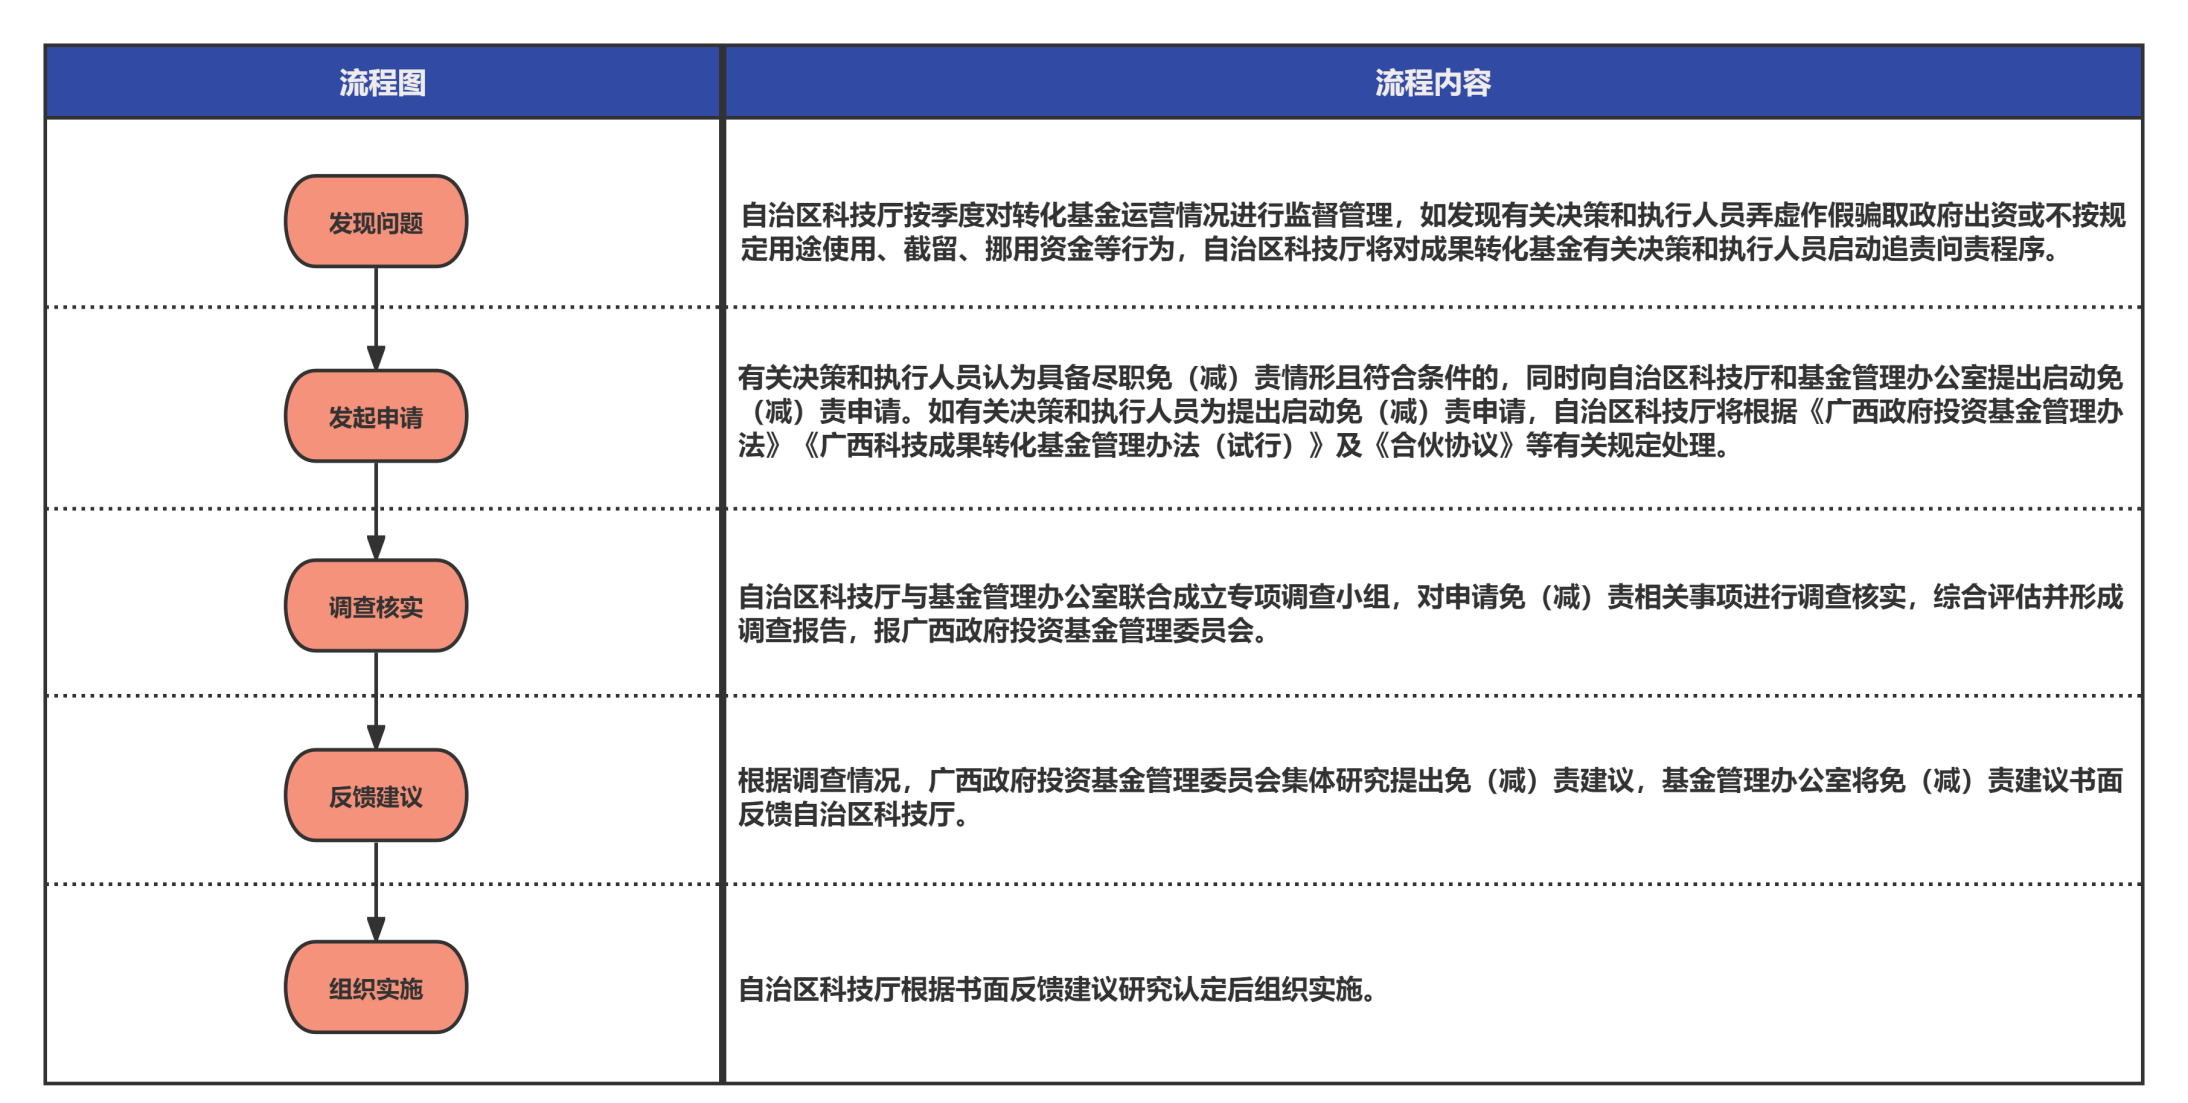 流程图
流程内容
发现问题
自治区科技厅按季度对转化基金运营情况进行监督管理，如发现有关决策和执行人员弄虚作假骗取政府出资或不按规
定用途使用、截留、挪用资金等行为，自治区科技厅将对成果转化基金有关决策和执行人员启动追责问责程序。
发起申请
有关决策和执行人员认为具备尽职免（减）责情形且符合条件的，同时向自治区科技厅和基金管理办公室提出启动免
（减）责申请。如有关决策和执行人员为提出启动免（减）责申请，自治区科技厅将根据《广西政府投资基金管理办
法》《广西科技成果转化基金管理办法（试行）》及《合伙协议》等有关规定处理。
调查核实
自治区科技厅与基金管理办公室联合成立专项调查小组，对申请免（减）责相关事项进行调查核实，综合评估并形成
调查报告，报广西政府投资基金管理委员会。
反馈建议
根据调查情况，广西政府投资基金管理委员会集体研究提出免（减）责建议，基金管理办公室将免（减）责建议书面
反馈自治区科技厅。
组织实施
自治区科技厅根据书面反馈建议研究认定后组织实施。